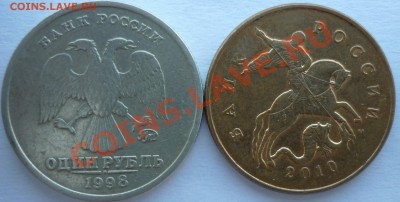 COINS.LAVE.RU
БАНК РОССИИ
ОДИН РУБЛЬ
1998
БАНК РОССИИ
2010
COINS.LAVE.RU